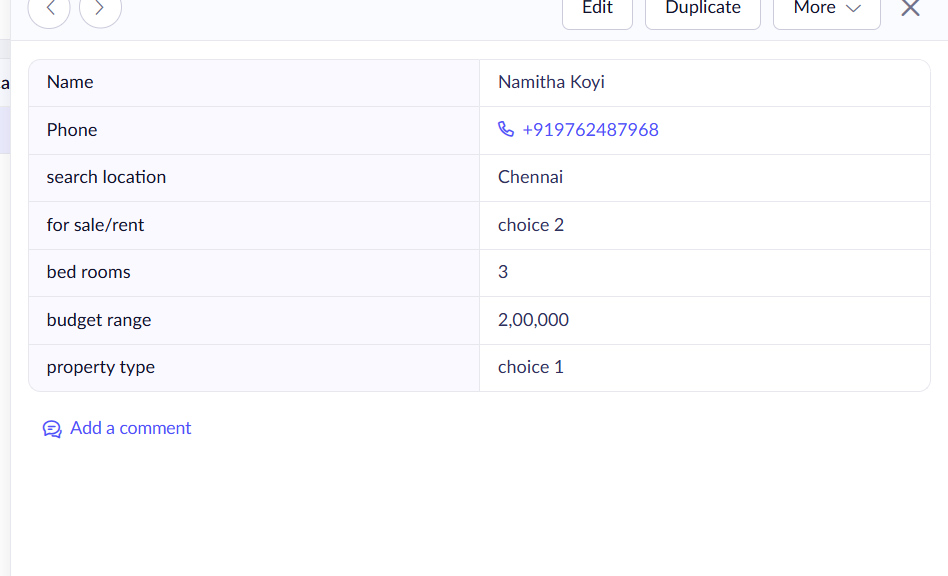 Edit Duplicate More
a
Name Namitha Koyi
Phone +919762487968
search location Chennai
for sale/rent choice 2
bed rooms 3
budget range 2,00,000
property type choice 1
Add a comment